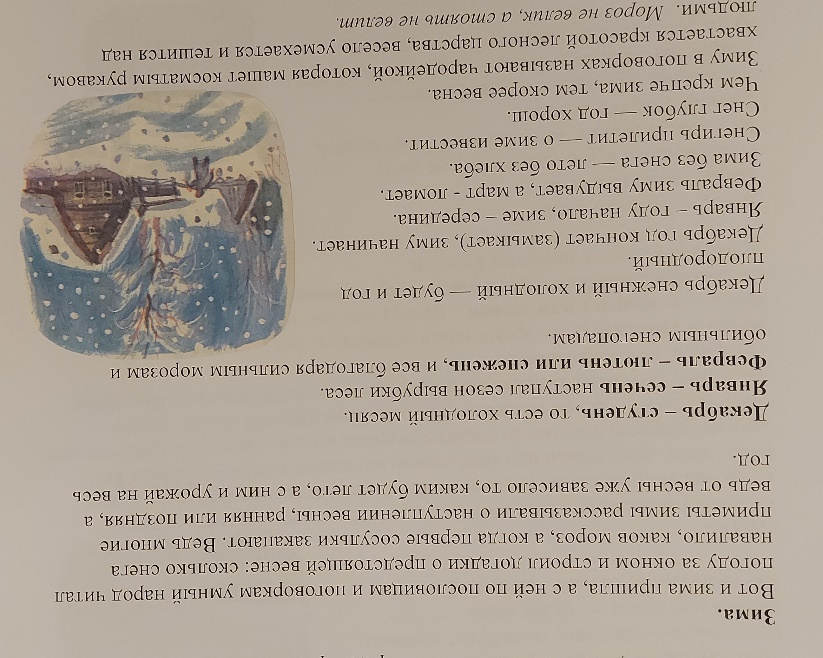 Зима.
Вот и зима пришла, а с ней по пословицам и поговоркам умный народ читал
погоду за окном и строил догадки о предстоящей весне: сколько снега
навалило, каков мороз, а когда первые сосульки закапают. Ведь многие
приметы зимы рассказывали о наступлении весны, ранняя или поздняя, а
ведь от весны уже зависело то, каким будет лето, а с ним и урожай на весь
год.
Декабрь – студень, то есть холодный месяц.
Январь – сечень наступал сезон вырубки леса.
Февраль – лютень или снежень, и все благодаря сильным морозам и
обильным снегопадам.
Декабрь снежный и холодный — будет и год
плодородный.
Декабрь год кончает (замыкает), зиму начинает.
Январь – году начало, зиме – середина.
Февраль зиму выдувает, а март - ломает.
Зима без снега — лето без хлеба.
Снегирь прилетит — о зиме известит.
Снег глубок — год хорош.
Чем крепче зима, тем скорее весна.
Зиму в поговорках называют чародейкой, которая машет косматым рукавом,
хвастается красотой лесного царства, весело усмехается и тешится над
людьми. Мороз не велик, а стоять не велит.